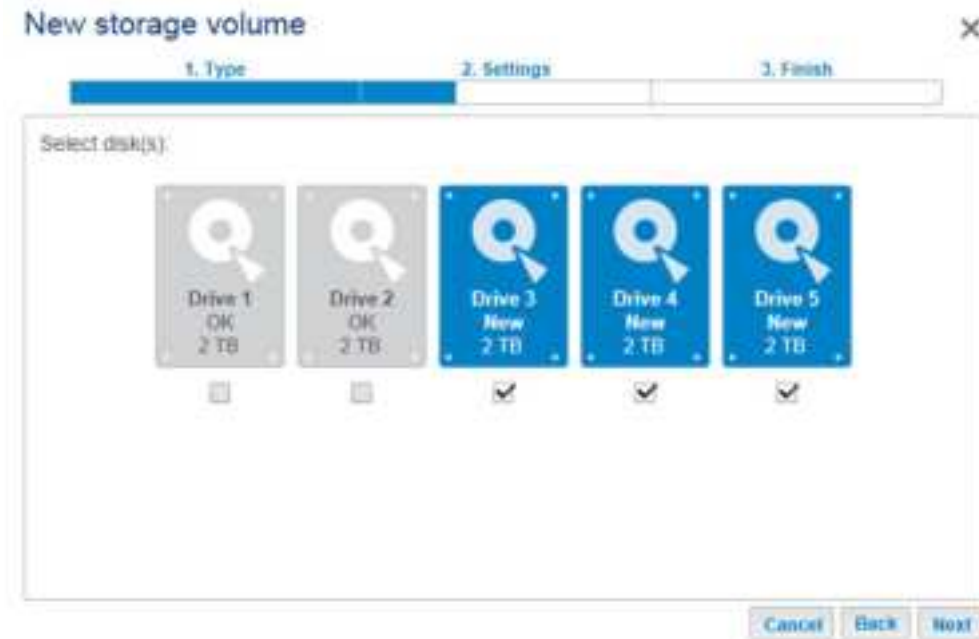 New storage volume
1. Type
2. Settings
3. Finish
Select disk(s):
Drive 1
OK
2 TB
Drive 2
OK
2 TB
Drive 3
New
2 TB
Drive 4
New
2 TB
Drive 5
New
2 TB
Cancel
Back
Next